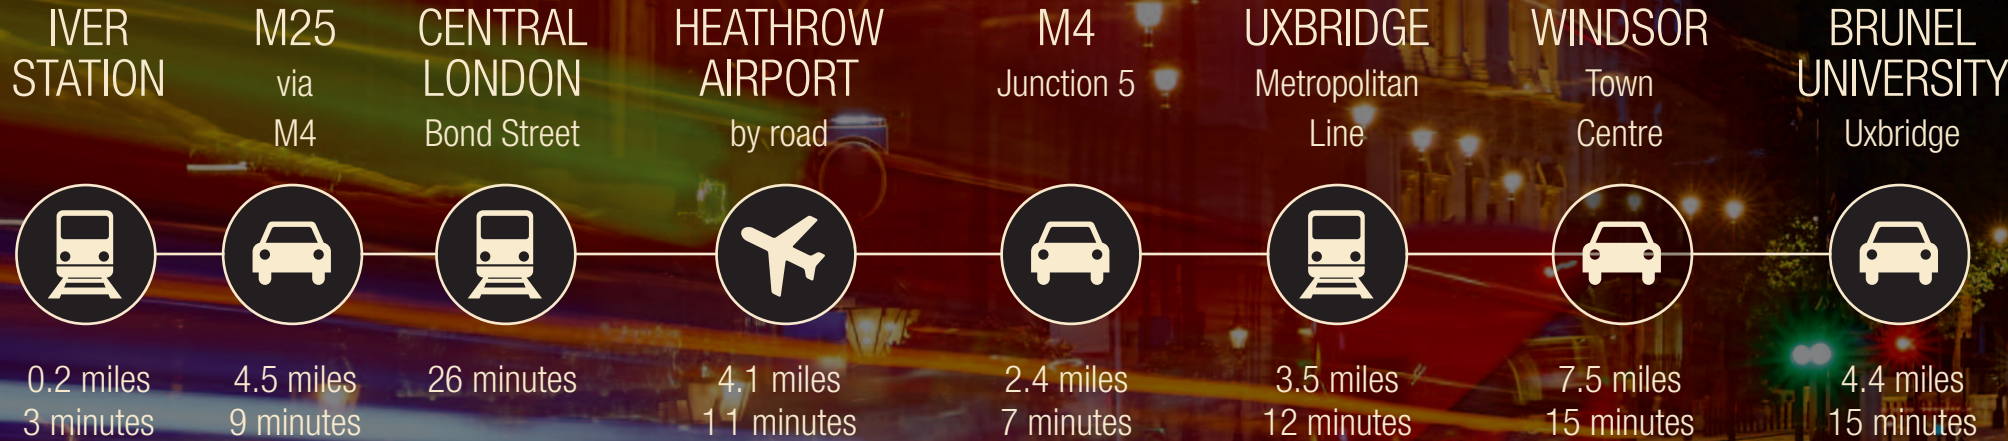 IVER
STATION
0.2 miles
3 minutes
M25
via
M4
4.5 miles
9 minutes
CENTRAL
LONDON
Bond Street
26 minutes
HEATHROW
AIRPORT
by road
4.1 miles
11 minutes
M4
Junction 5
2.4 miles
7 minutes
UXBRIDGE
Metropolitan
Line
3.5 miles
12 minutes
WINDSOR
Town
Centre
7.5 miles
15 minutes
BRUNEL
UNIVERSITY
Uxbridge
4.4 miles
15 minutes